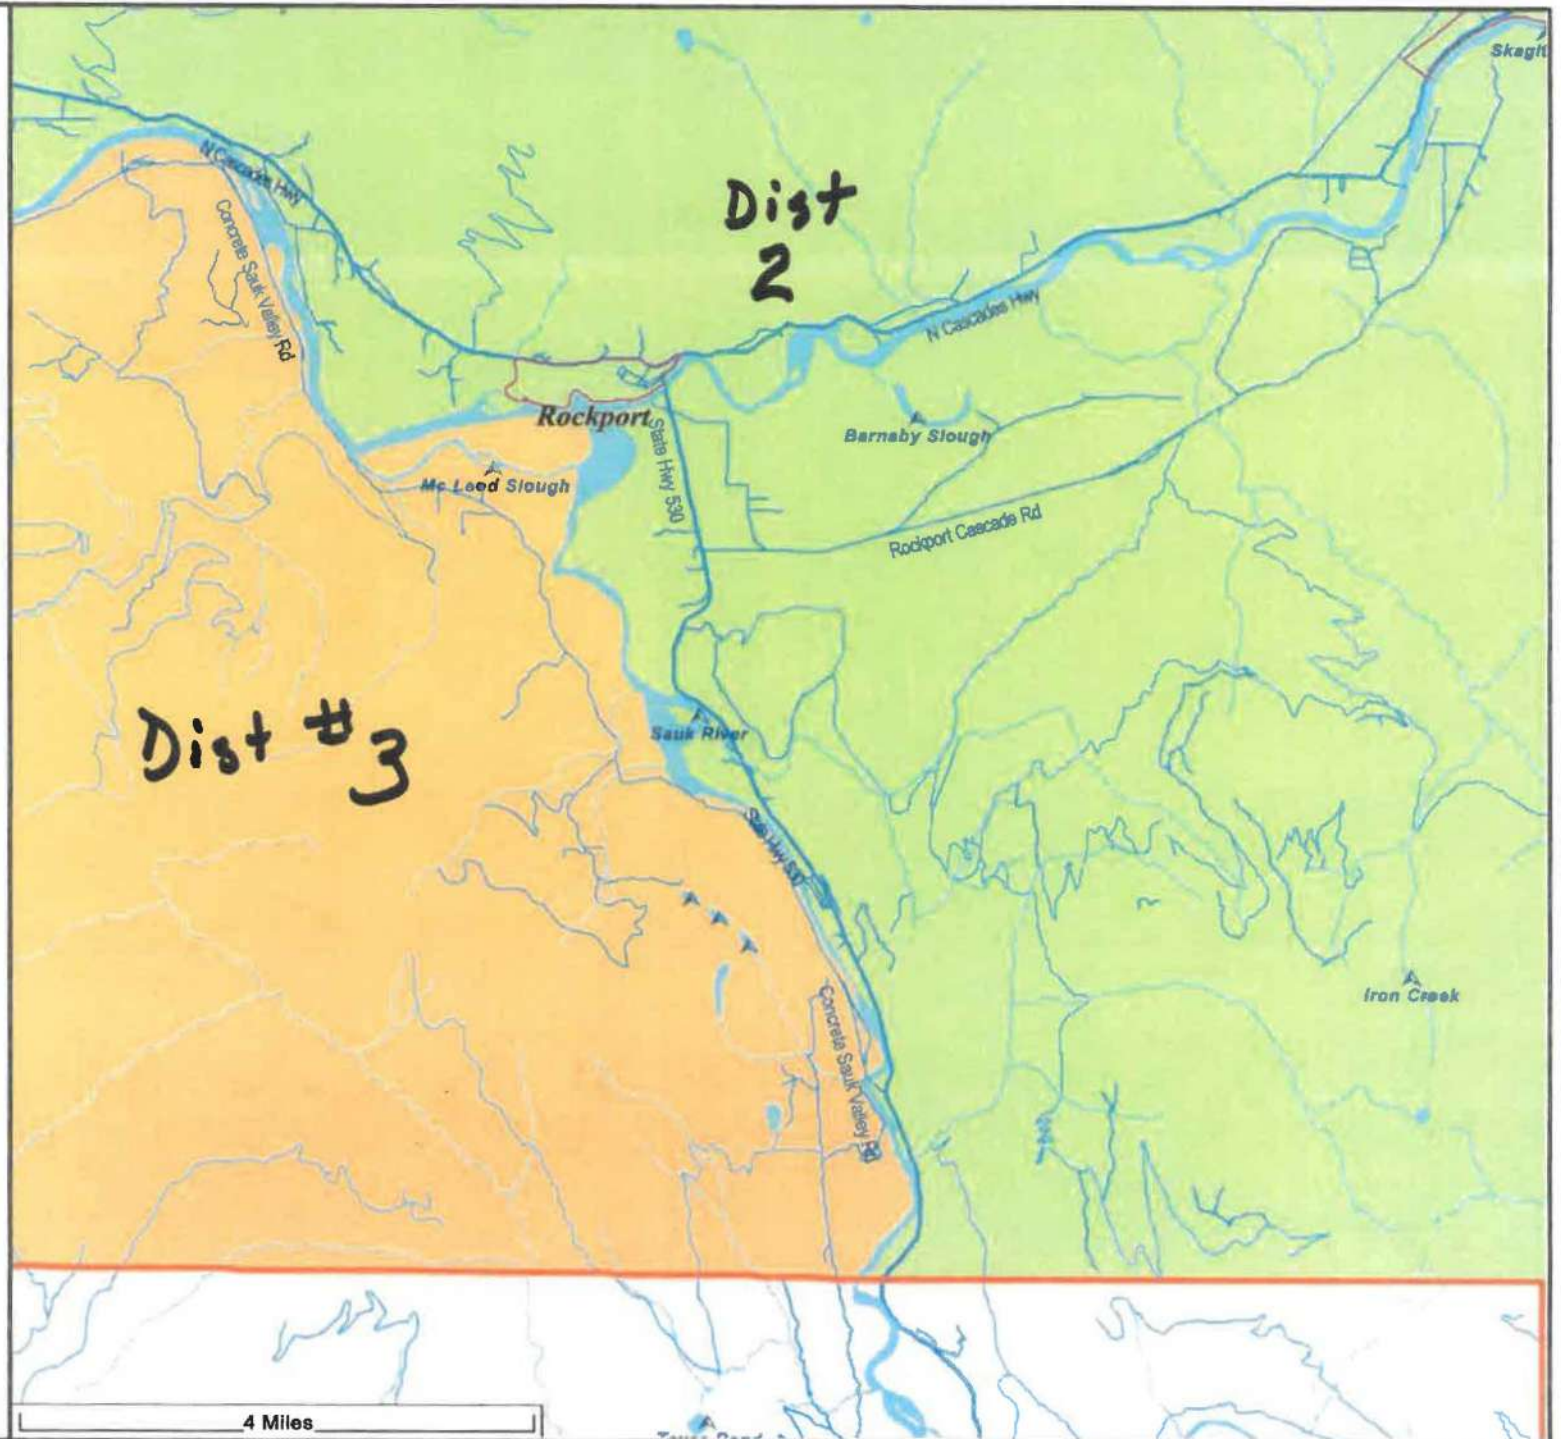 Skagit
N Cascades Hwy
Dist
2
Concrete Sauk Valley Rd
N Cascades Hwy
Rockport
State Hwy 530
Barnaby Slough
Mc Leod Slough
Rockport Cascade Rd
Dist #3
Sauk River
State Hwy 530
Iron Creek
Concrete Sauk Valley Rd
4 Miles